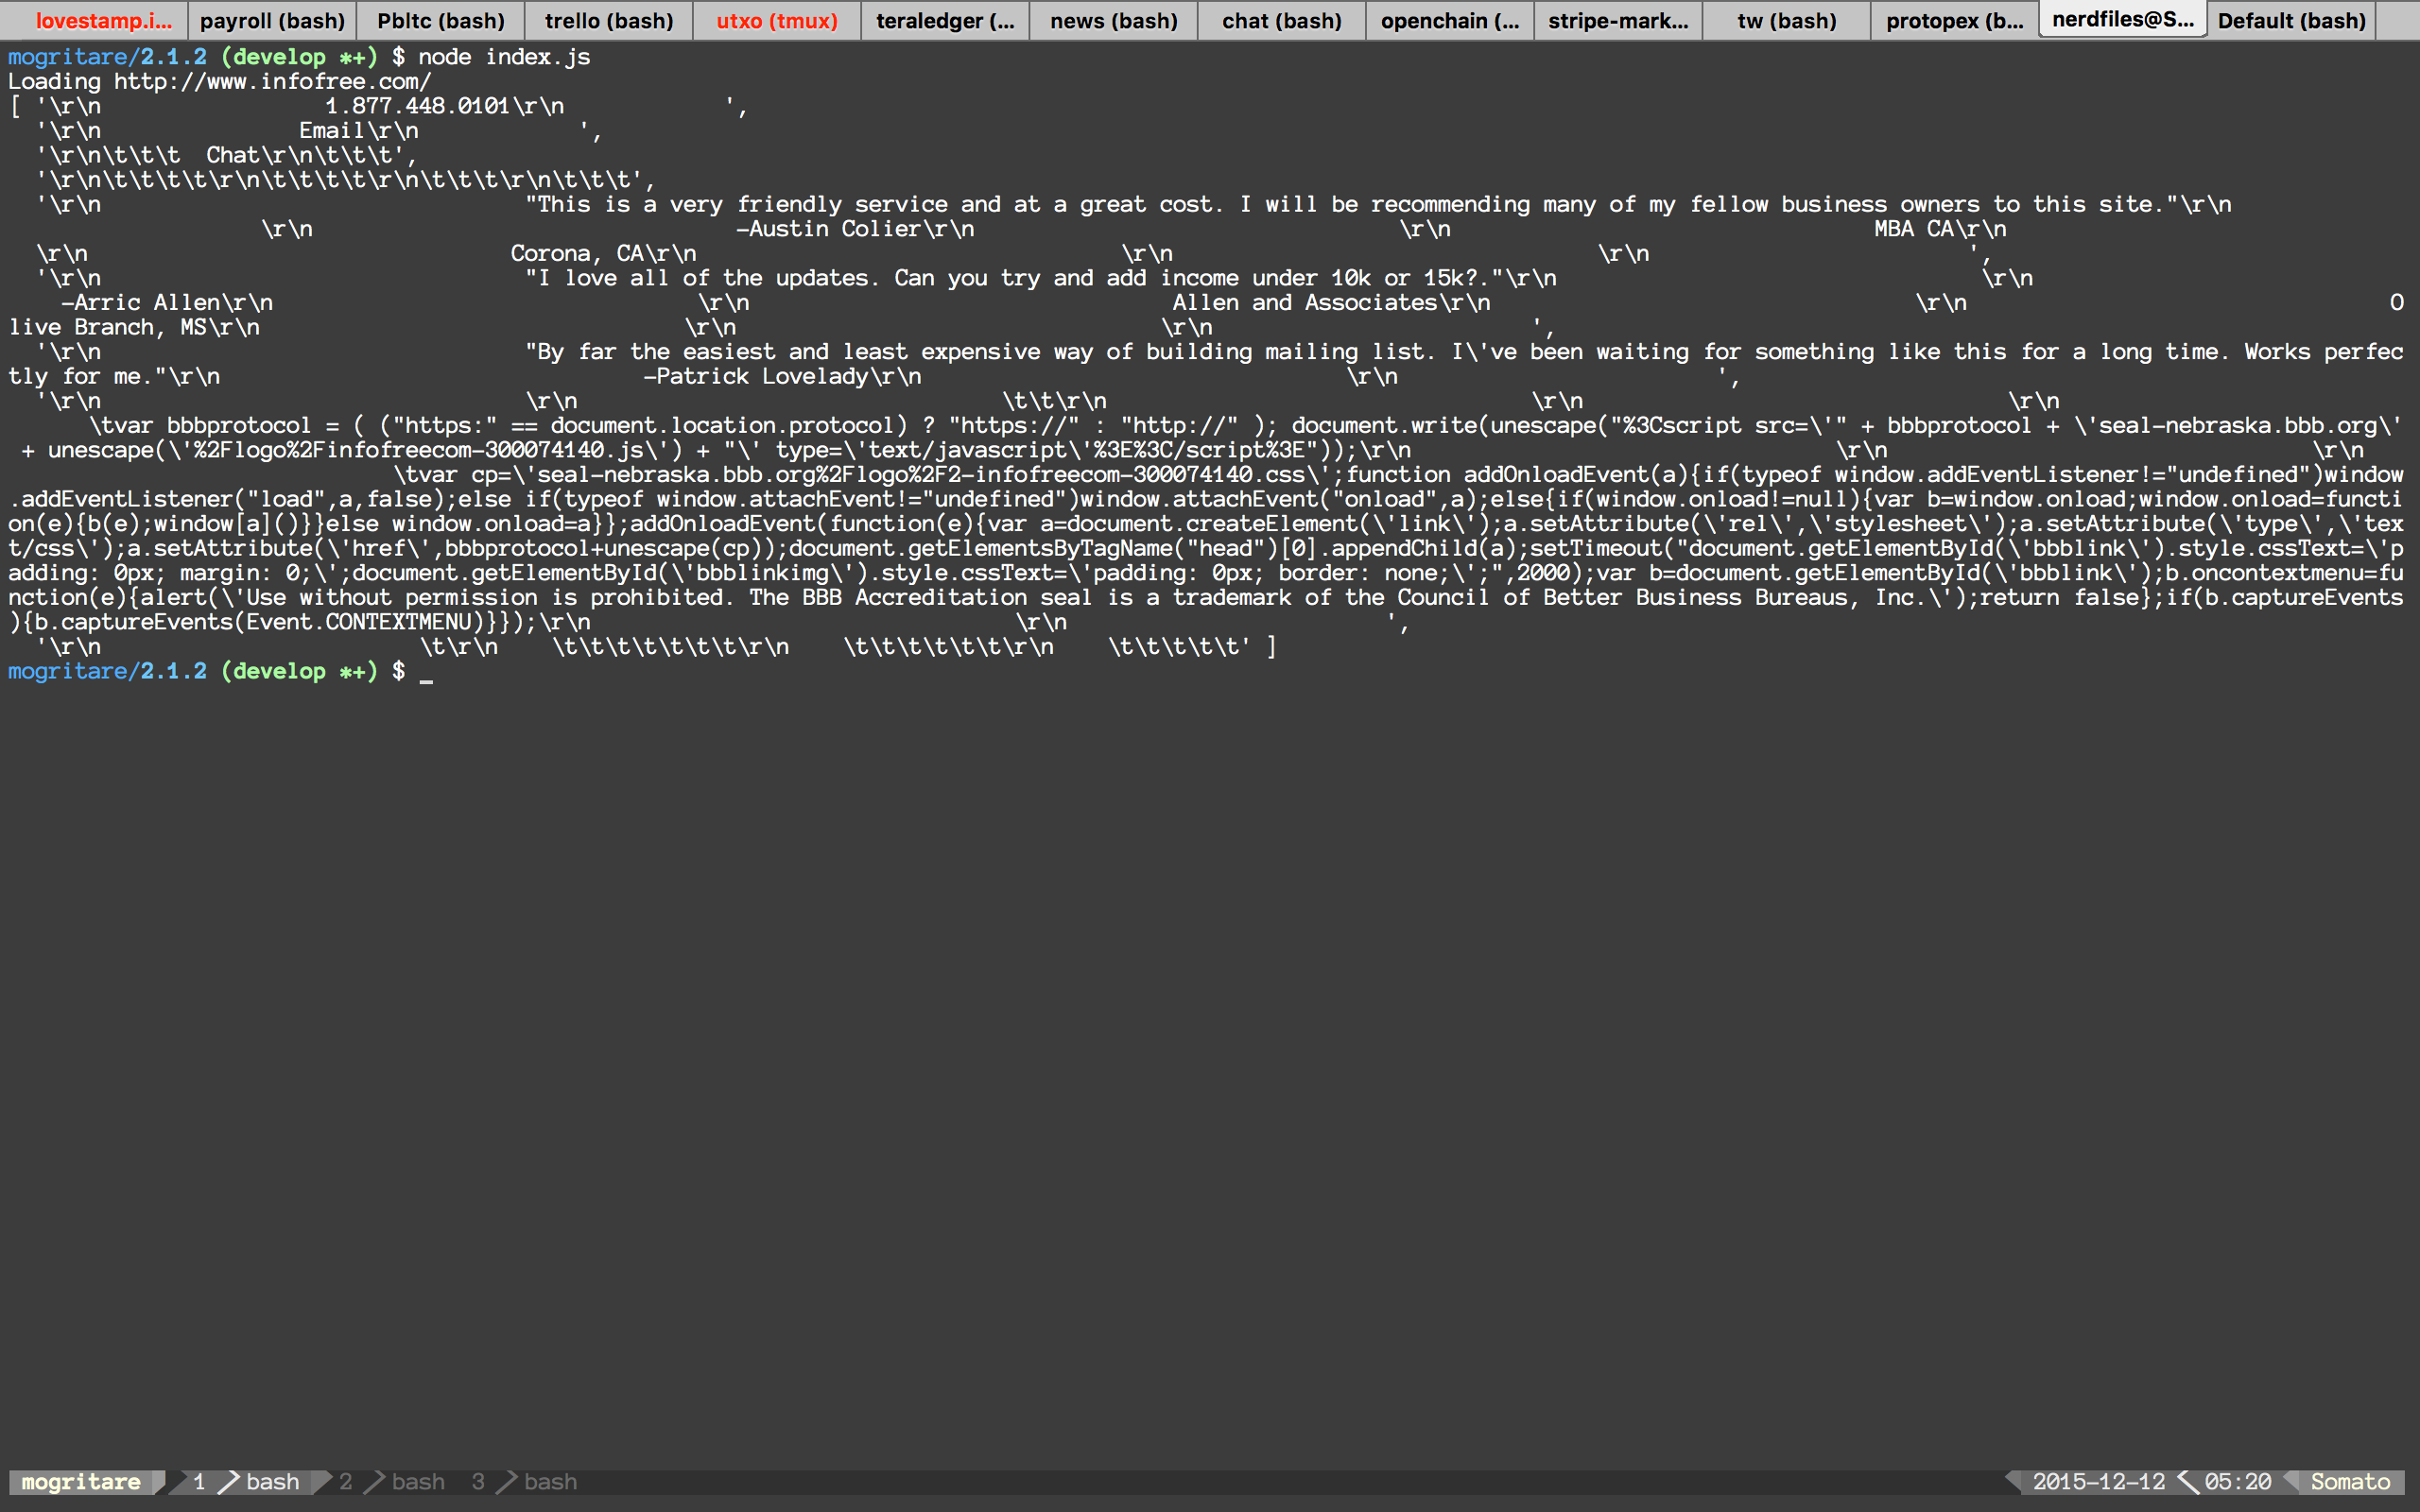 lovestamp.i... payroll (bash) Pbltc (bash) trello (bash) utxo (tmux) teraledger (... news (bash) chat (bash) openchain (... stripe-mark... tw (bash) protopex (b... nerdfiles@S... Default (bash)
mogritare/2.1.2 (develop *+) $ node index.js
Loading http://www.infofree.com/
[ '\r\n 1.877.448.0101\r\n ',
'\r\n Email\r\n ',
'\r\n\t\t\t Chat\r\n\t\t\t',
'\r\n\t\t\t\t\r\n\t\t\t\t\r\n\t\t\t\r\n\t\t\t',
'\r\n "This is a very friendly service and at a great cost. I will be recommending many of my fellow business owners to this site."\r\n
\r\n -Austin Colier\r\n \r\n MBA CA\r\n
\r\n Corona, CA\r\n \r\n \r\n ',
'\r\n "I love all of the updates. Can you try and add income under 10k or 15k?."\r\n \r\n
-Arric Allen\r\n \r\n Allen and Associates\r\n \r\n O
live Branch, MS\r\n \r\n \r\n ',
'\r\n "By far the easiest and least expensive way of building mailing list. I\'ve been waiting for something like this for a long time. Works perfec
tly for me."\r\n -Patrick Lovelady\r\n \r\n ',
'\r\n \r\n \t\t\r\n \r\n \r\n
\tvar bbbprotocol = ( ("https:" == document.location.protocol) ? "https://" : "http://" ); document.write(unescape("%3Cscript src=\'" + bbbprotocol + \'seal-nebraska.bbb.org\'
+ unescape(\'%2Flogo%2Finfofreecom-300074140.js\') + "\' type=\'text/javascript\'%3E%3C/script%3E"));\r\n \r\n \r\n
\tvar cp=\'seal-nebraska.bbb.org%2Flogo%2F2-infofreecom-300074140.css\';function addOnloadEvent(a){if(typeof window.addEventListener!="undefined")window
.addEventListener("load",a,false);else if(typeof window.attachEvent!="undefined")window.attachEvent("onload",a);else{if(window.onload!=null){var b=window.onload;window.onload=functi
on(e){b(e);window[a]()}}else window.onload=a}};addOnloadEvent(function(e){var a=document.createElement(\'link\');a.setAttribute(\'rel\',\'stylesheet\');a.setAttribute(\'type\',\'tex
t/css\');a.setAttribute(\'href\',bbbprotocol+unescape(cp));document.getElementsByTagName("head")[0].appendChild(a);setTimeout("document.getElementById(\'bbblink\').style.cssText=\'p
adding: 0px; margin: 0;\';document.getElementById(\'bbblinkimg\').style.cssText=\'padding: 0px; border: none;\';",2000);var b=document.getElementById(\'bbblink\');b.oncontextmenu=fu
nction(e){alert(\'Use without permission is prohibited. The BBB Accreditation seal is a trademark of the Council of Better Business Bureaus, Inc.\');return false};if(b.captureEvents
){b.captureEvents(Event.CONTEXTMENU)}});\r\n \r\n ',
'\r\n \t\r\n \t\t\t\t\t\t\t\r\n \t\t\t\t\t\t\r\n \t\t\t\t\t' ]
mogritare/2.1.2 (develop *+) $ _
mogritare 1 bash 2 bash 3 bash 2015-12-12 05:20 Somato